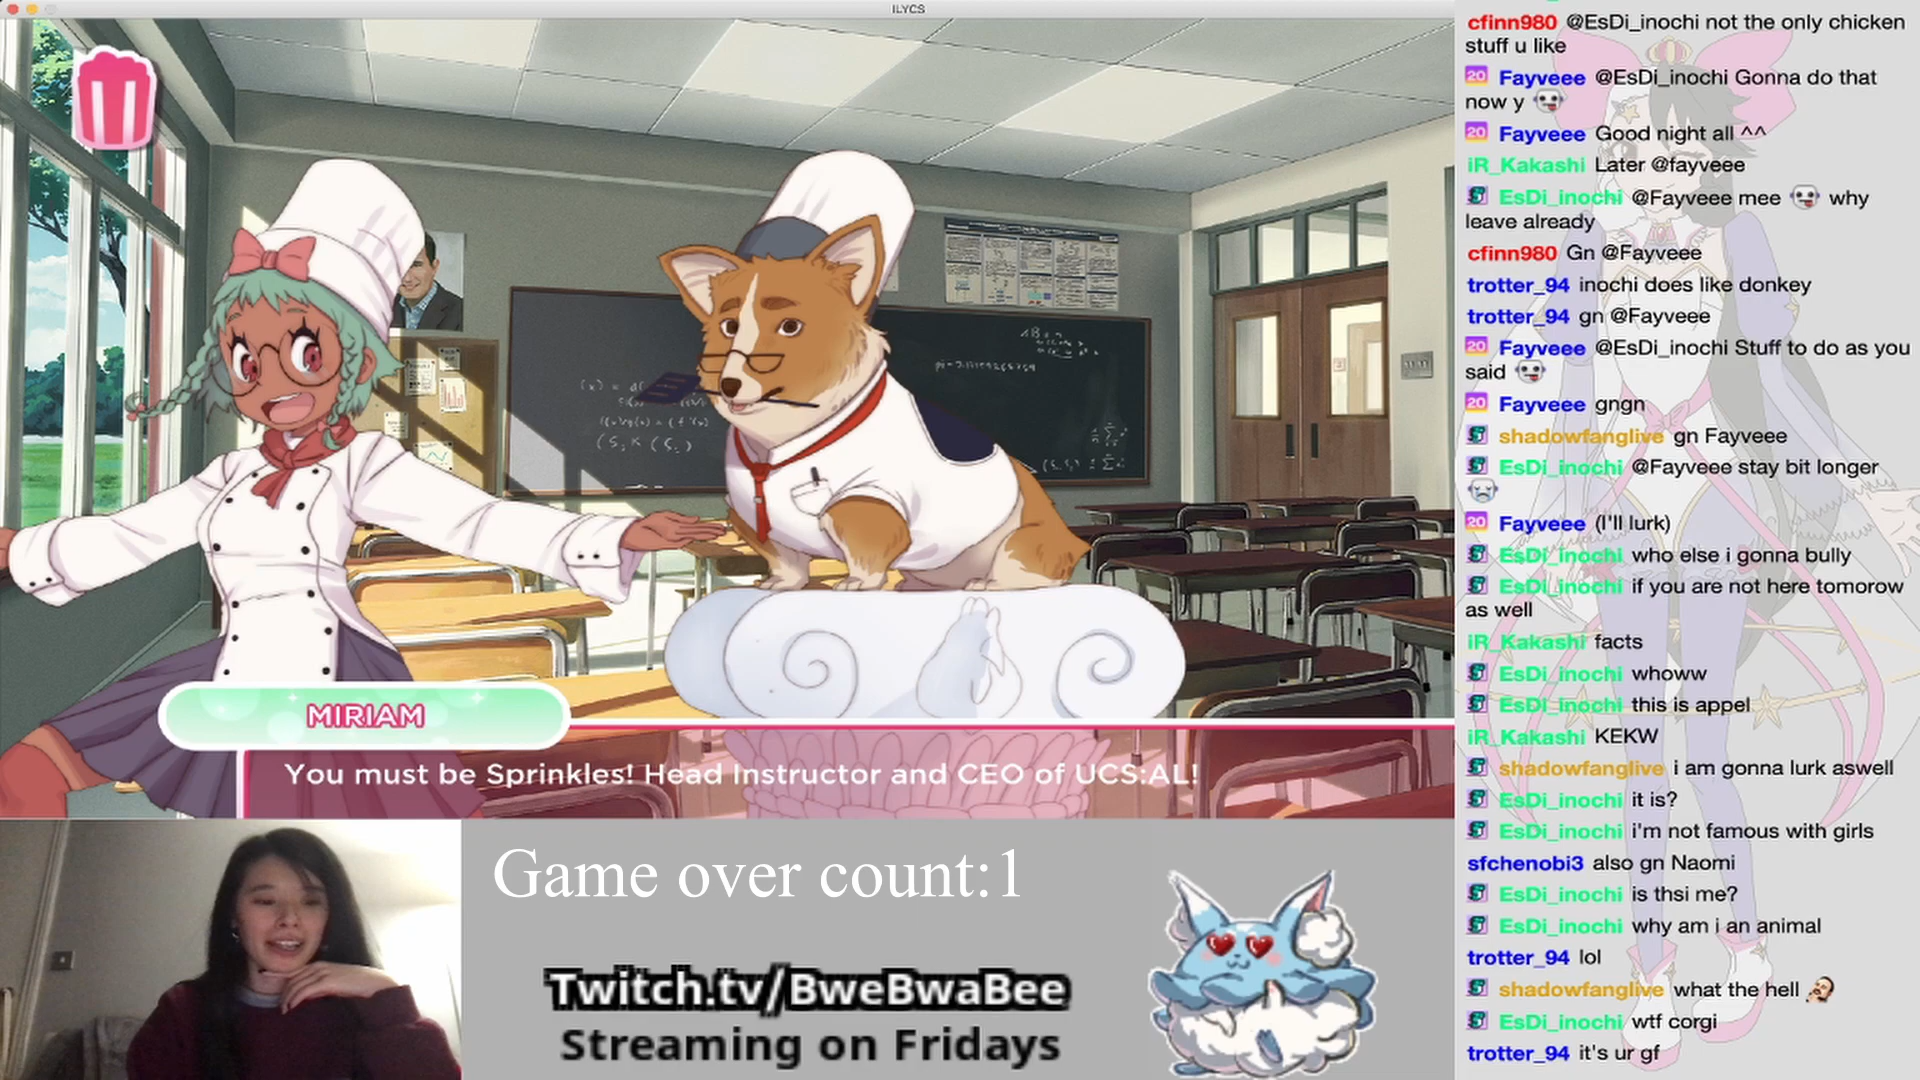 ILYCS
MIRIAM
You must be Sprinkles! Head Instructor and CEO of UCS:AL!
Game over count:1
Twitch.tv/BweBwaBee
Streaming on Fridays
cfinn980 @EsDi_inochi not the only chicken
stuff u like
20 Fayveee @EsDi_inochi Gonna do that
now y
20 Fayveee Good night all ^^
iR_Kakashi Later @fayveee
EsDi_inochi @Fayveee mee why
leave already
cfinn980 Gn @Fayveee
trotter_94 inochi does like donkey
trotter_94 gn @Fayveee
20 Fayveee @EsDi_inochi Stuff to do as you
said
20 Fayveee gngn
shadowfanglive gn Fayveee
EsDi_inochi @Fayveee stay bit longer
20 Fayveee (I'll lurk)
EsDi_inochi who else i gonna bully
EsDi_inochi if you are not here tomorow
as well
iR_Kakashi facts
EsDi_inochi whoww
EsDi_inochi this is appel
iR_Kakashi KEKW
shadowfanglive i am gonna lurk aswell
EsDi_inochi it is?
EsDi_inochi i'm not famous with girls
sfchenobi3 also gn Naomi
EsDi_inochi is thsi me?
EsDi_inochi why am i an animal
trotter_94 lol
shadowfanglive what the hell
EsDi_inochi wtf corgi
trotter_94 it's ur gf